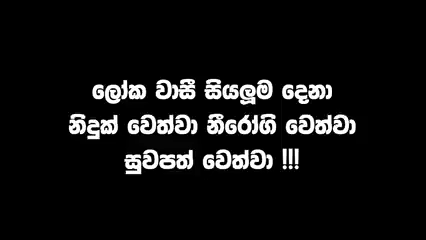 ලෝක වාසී සියලූම දෙනා
නිදුක් වෙත්වා නීරෝගි වෙත්වා
සුවපත් වෙත්වා !!!